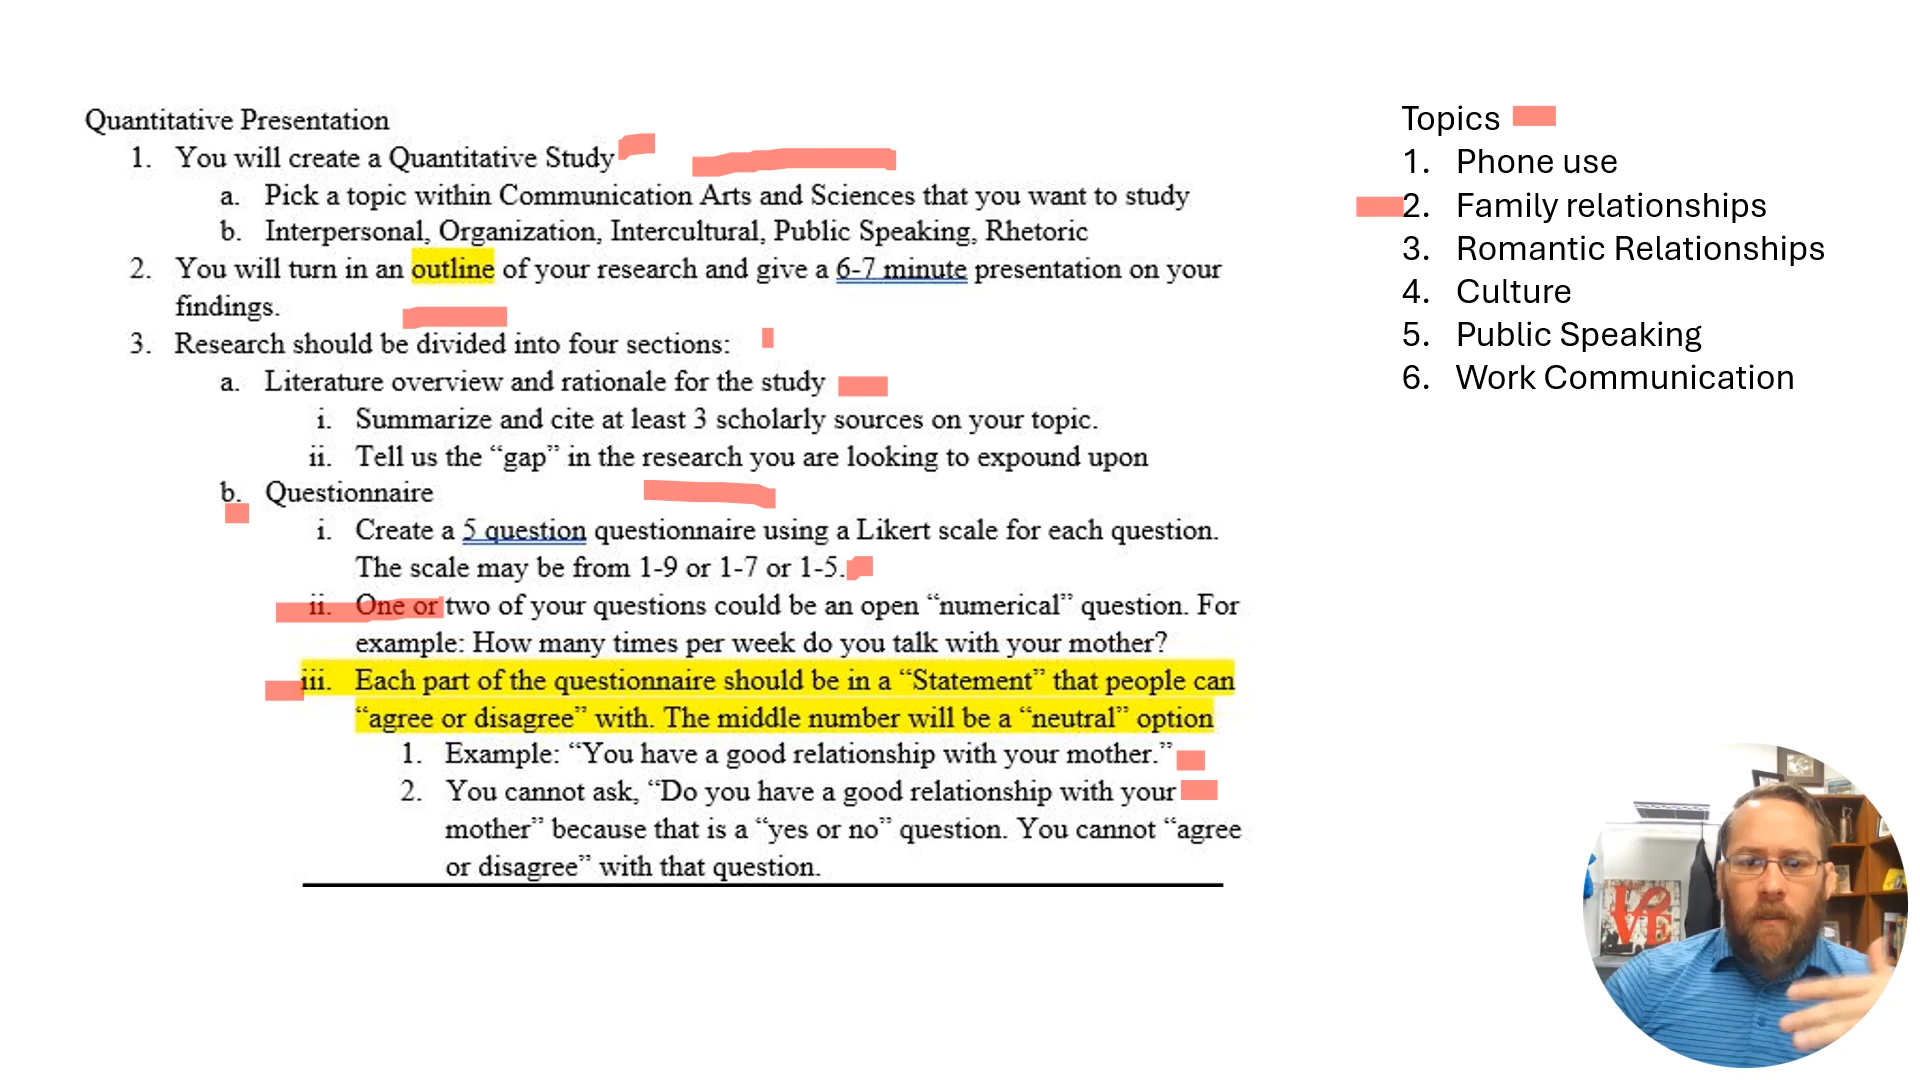 Quantitative Presentation
1. You will create a Quantitative Study
a. Pick a topic within Communication Arts and Sciences that you want to study
b. Interpersonal, Organization, Intercultural, Public Speaking, Rhetoric
2. You will turn in an outline of your research and give a 6-7 minute presentation on your
findings.
3. Research should be divided into four sections:
a. Literature overview and rationale for the study
i. Summarize and cite at least 3 scholarly sources on your topic.
ii. Tell us the “gap” in the research you are looking to expound upon
b. Questionnaire
i. Create a 5 question questionnaire using a Likert scale for each question.
The scale may be from 1-9 or 1-7 or 1-5.
ii. One or two of your questions could be an open “numerical” question. For
example: How many times per week do you talk with your mother?
iii. Each part of the questionnaire should be in a “Statement” that people can
“agree or disagree” with. The middle number will be a “neutral” option
1. Example: “You have a good relationship with your mother.”
2. You cannot ask, “Do you have a good relationship with your
mother” because that is a “yes or no” question. You cannot “agree
or disagree” with that question.
Topics
1. Phone use
2. Family relationships
3. Romantic Relationships
4. Culture
5. Public Speaking
6. Work Communication
LOVE